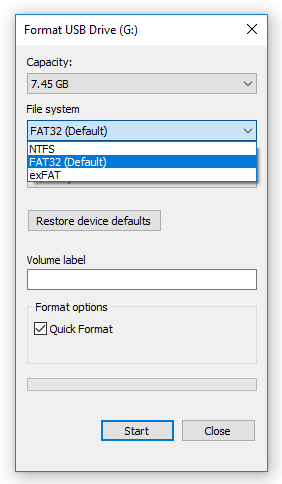 Format USB Drive (G:)
Capacity:
7.45 GB
File system
FAT32 (Default)
NTFS
FAT32 (Default)
exFAT
Restore device defaults
Volume label
Format options
Quick Format
Start
Close